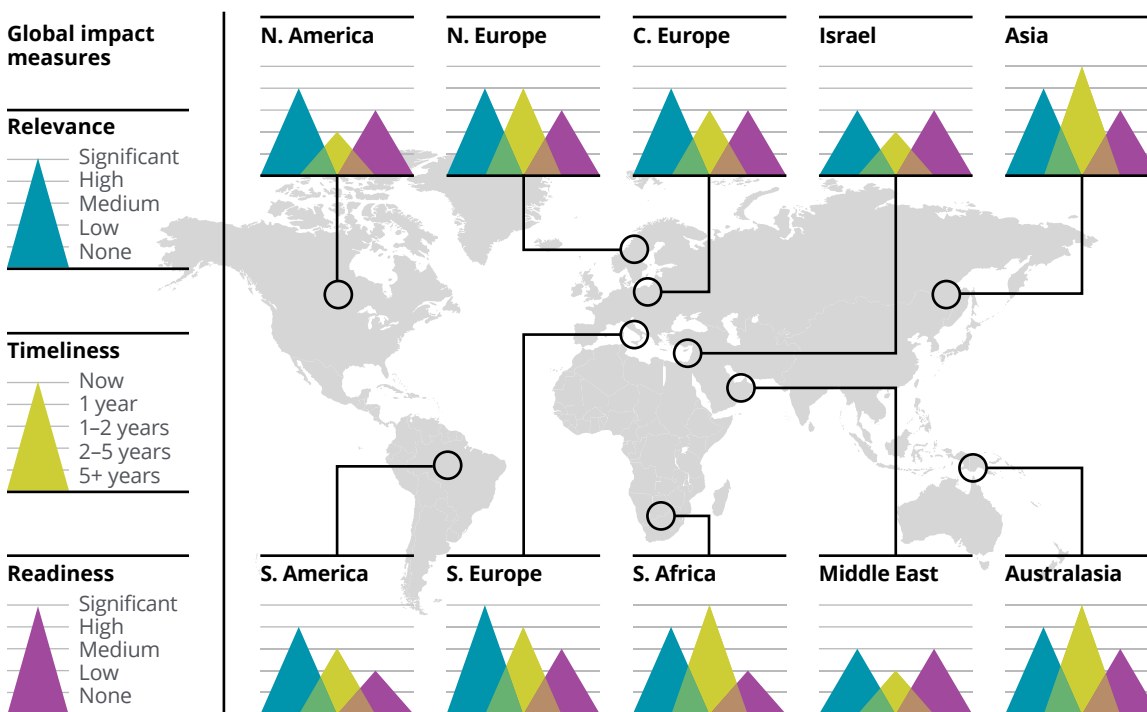 Global impact
measures
Relevance
Significant
High
Medium
Low
None
Timeliness
Now
1 year
1–2 years
2–5 years
5+ years
Readiness
Significant
High
Medium
Low
None
N. America
N. Europe
C. Europe
Israel
Asia
S. America
S. Europe
S. Africa
Middle East
Australasia